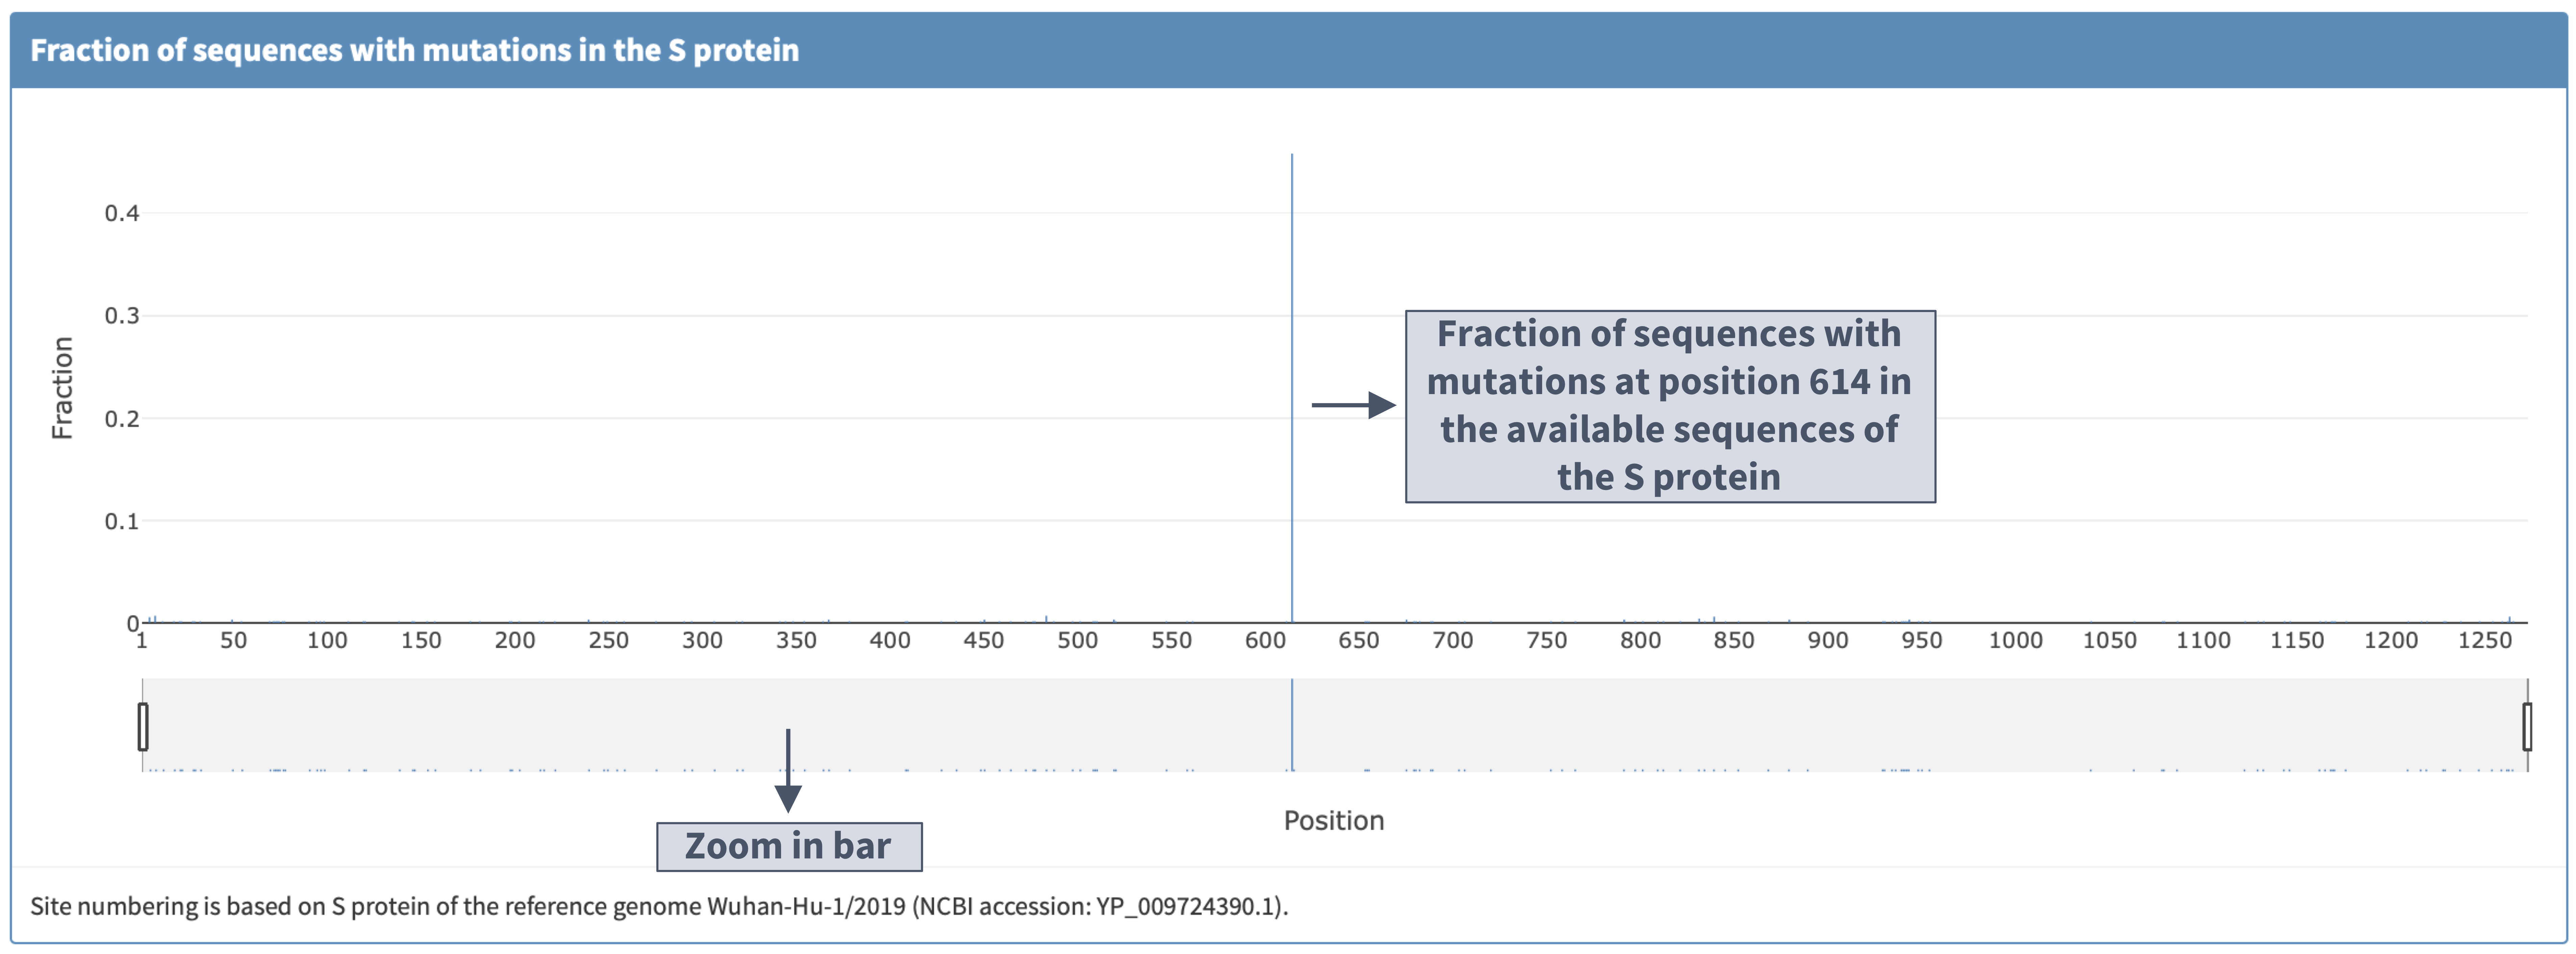 Fraction of sequences with mutations in the S protein
0.4
0.3
0.2
0.1
0
Fraction
Fraction of sequences with
mutations at position 614 in
the available sequences of
the S protein
1 50 100 150 200 250 300 350 400 450 500 550 600 650 700 750 800 850 900 950 1000 1050 1100 1150 1200 1250
Position
Zoom in bar
Site numbering is based on S protein of the reference genome Wuhan-Hu-1/2019 (NCBI accession: YP_009724390.1).